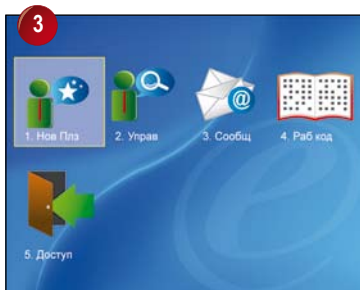 3
1. Нов Плз
2. Управ
3. Сообщ
4. Раб код
5. Доступ